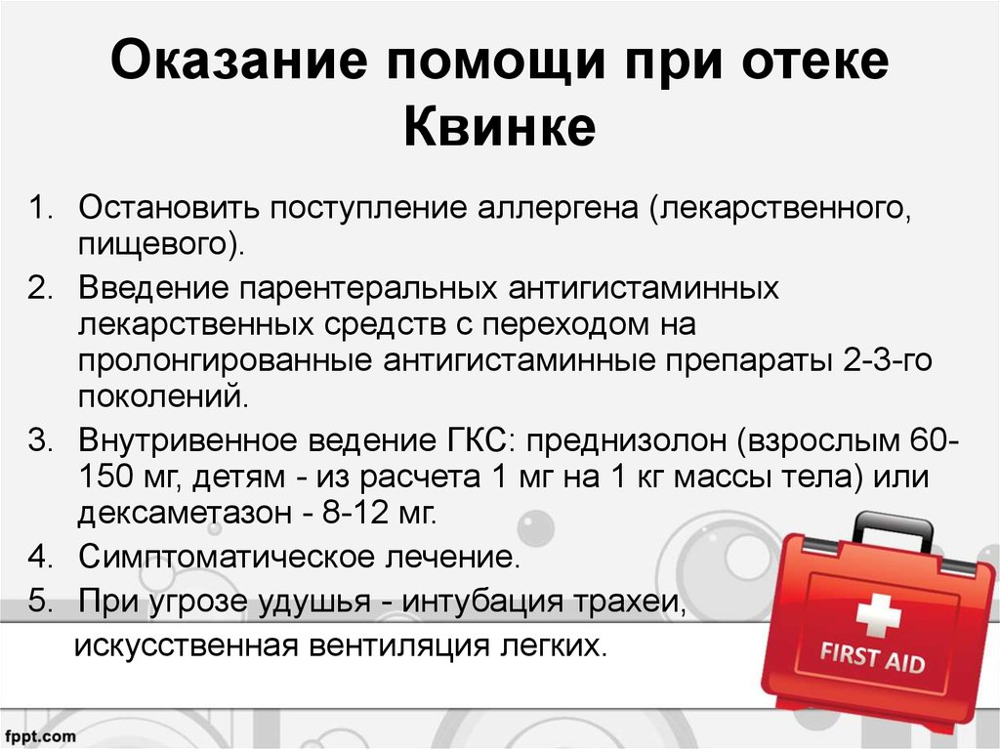 Оказание помощи при отеке
Квинке
1. Остановить поступление аллергена (лекарственного,
пищевого).
2. Введение парентеральных антигистаминных
лекарственных средств с переходом на
пролонгированные антигистаминные препараты 2-3-го
поколений.
3. Внутривенное ведение ГКС: преднизолон (взрослым 60-
150 мг, детям - из расчета 1 мг на 1 кг массы тела) или
дексаметазон - 8-12 мг.
4. Симптоматическое лечение.
5. При угрозе удушья - интубация трахеи,
искусственная вентиляция легких.
FIRST AID
fppt.com